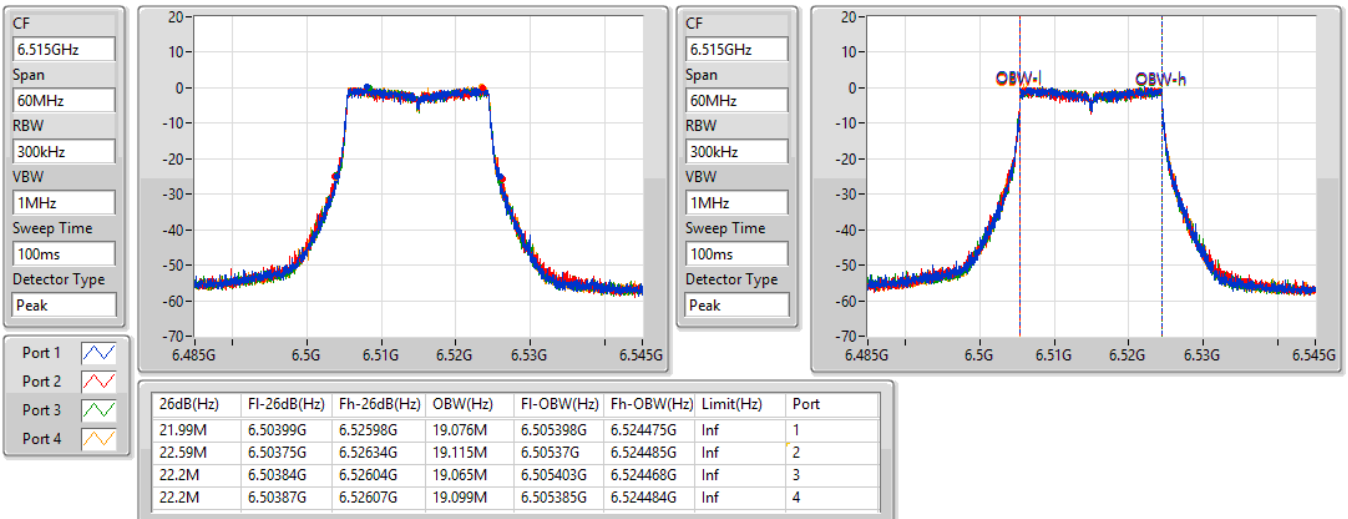 CF
6.515GHz
Span
60MHz
RBW
300kHz
VBW
1MHz
Sweep Time
100ms
Detector Type
Peak
20
10
0
-10
-20
-30
-40
-50
-60
-70
6.485G 6.5G 6.51G 6.52G 6.53G 6.545G
CF
6.515GHz
Span
60MHz
RBW
300kHz
VBW
1MHz
Sweep Time
100ms
Detector Type
Peak
20
10
0
-10
-20
-30
-40
-50
-60
-70
OBW-l OBW-h
6.485G 6.5G 6.51G 6.52G 6.53G 6.545G
Port 1
Port 2
Port 3
Port 4
26dB(Hz) Fl-26dB(Hz) Fh-26dB(Hz) OBW(Hz) Fl-OBW(Hz) Fh-OBW(Hz) Limit(Hz) Port
21.99M 6.50399G 6.52598G 19.076M 6.505398G 6.524475G Inf 1
22.59M 6.50375G 6.52634G 19.115M 6.50537G 6.524485G Inf 2
22.2M 6.50384G 6.52604G 19.065M 6.505403G 6.524468G Inf 3
22.2M 6.50387G 6.52607G 19.099M 6.505385G 6.524484G Inf 4